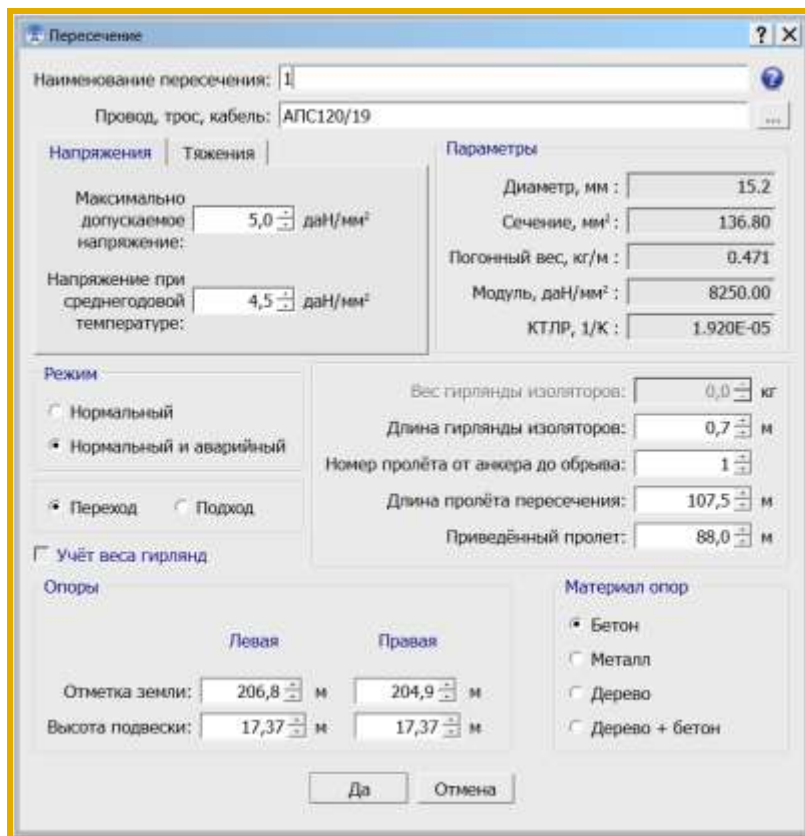 Пересечение
Наименование пересечения: 1
Провод, трос, кабель: АПС120/19 ...
Напряжения Тяжения
Максимально
допускаемое
напряжение: 5,0 даН/мм²
Напряжение при
среднегодовой
температуре: 4,5 даН/мм²
Параметры
Диаметр, мм : 15.2
Сечение, мм² : 136.80
Погонный вес, кг/м : 0.471
Модуль, даН/мм² : 8250.00
КТЛР, 1/К : 1.920E-05
Режим
Нормальный
Нормальный и аварийный
Переход Подход
Учёт веса гирлянд
Вес гирлянды изоляторов: 0,0 кг
Длина гирлянды изоляторов: 0,7 м
Номер пролёта от анкера до обрыва: 1
Длина пролёта пересечения: 107,5 м
Приведённый пролет: 88,0 м
Опоры
Левая Правая
Отметка земли: 206,8 м 204,9 м
Высота подвески: 17,37 м 17,37 м
Материал опор
Бетон
Металл
Дерево
Дерево + бетон
Да Отмена